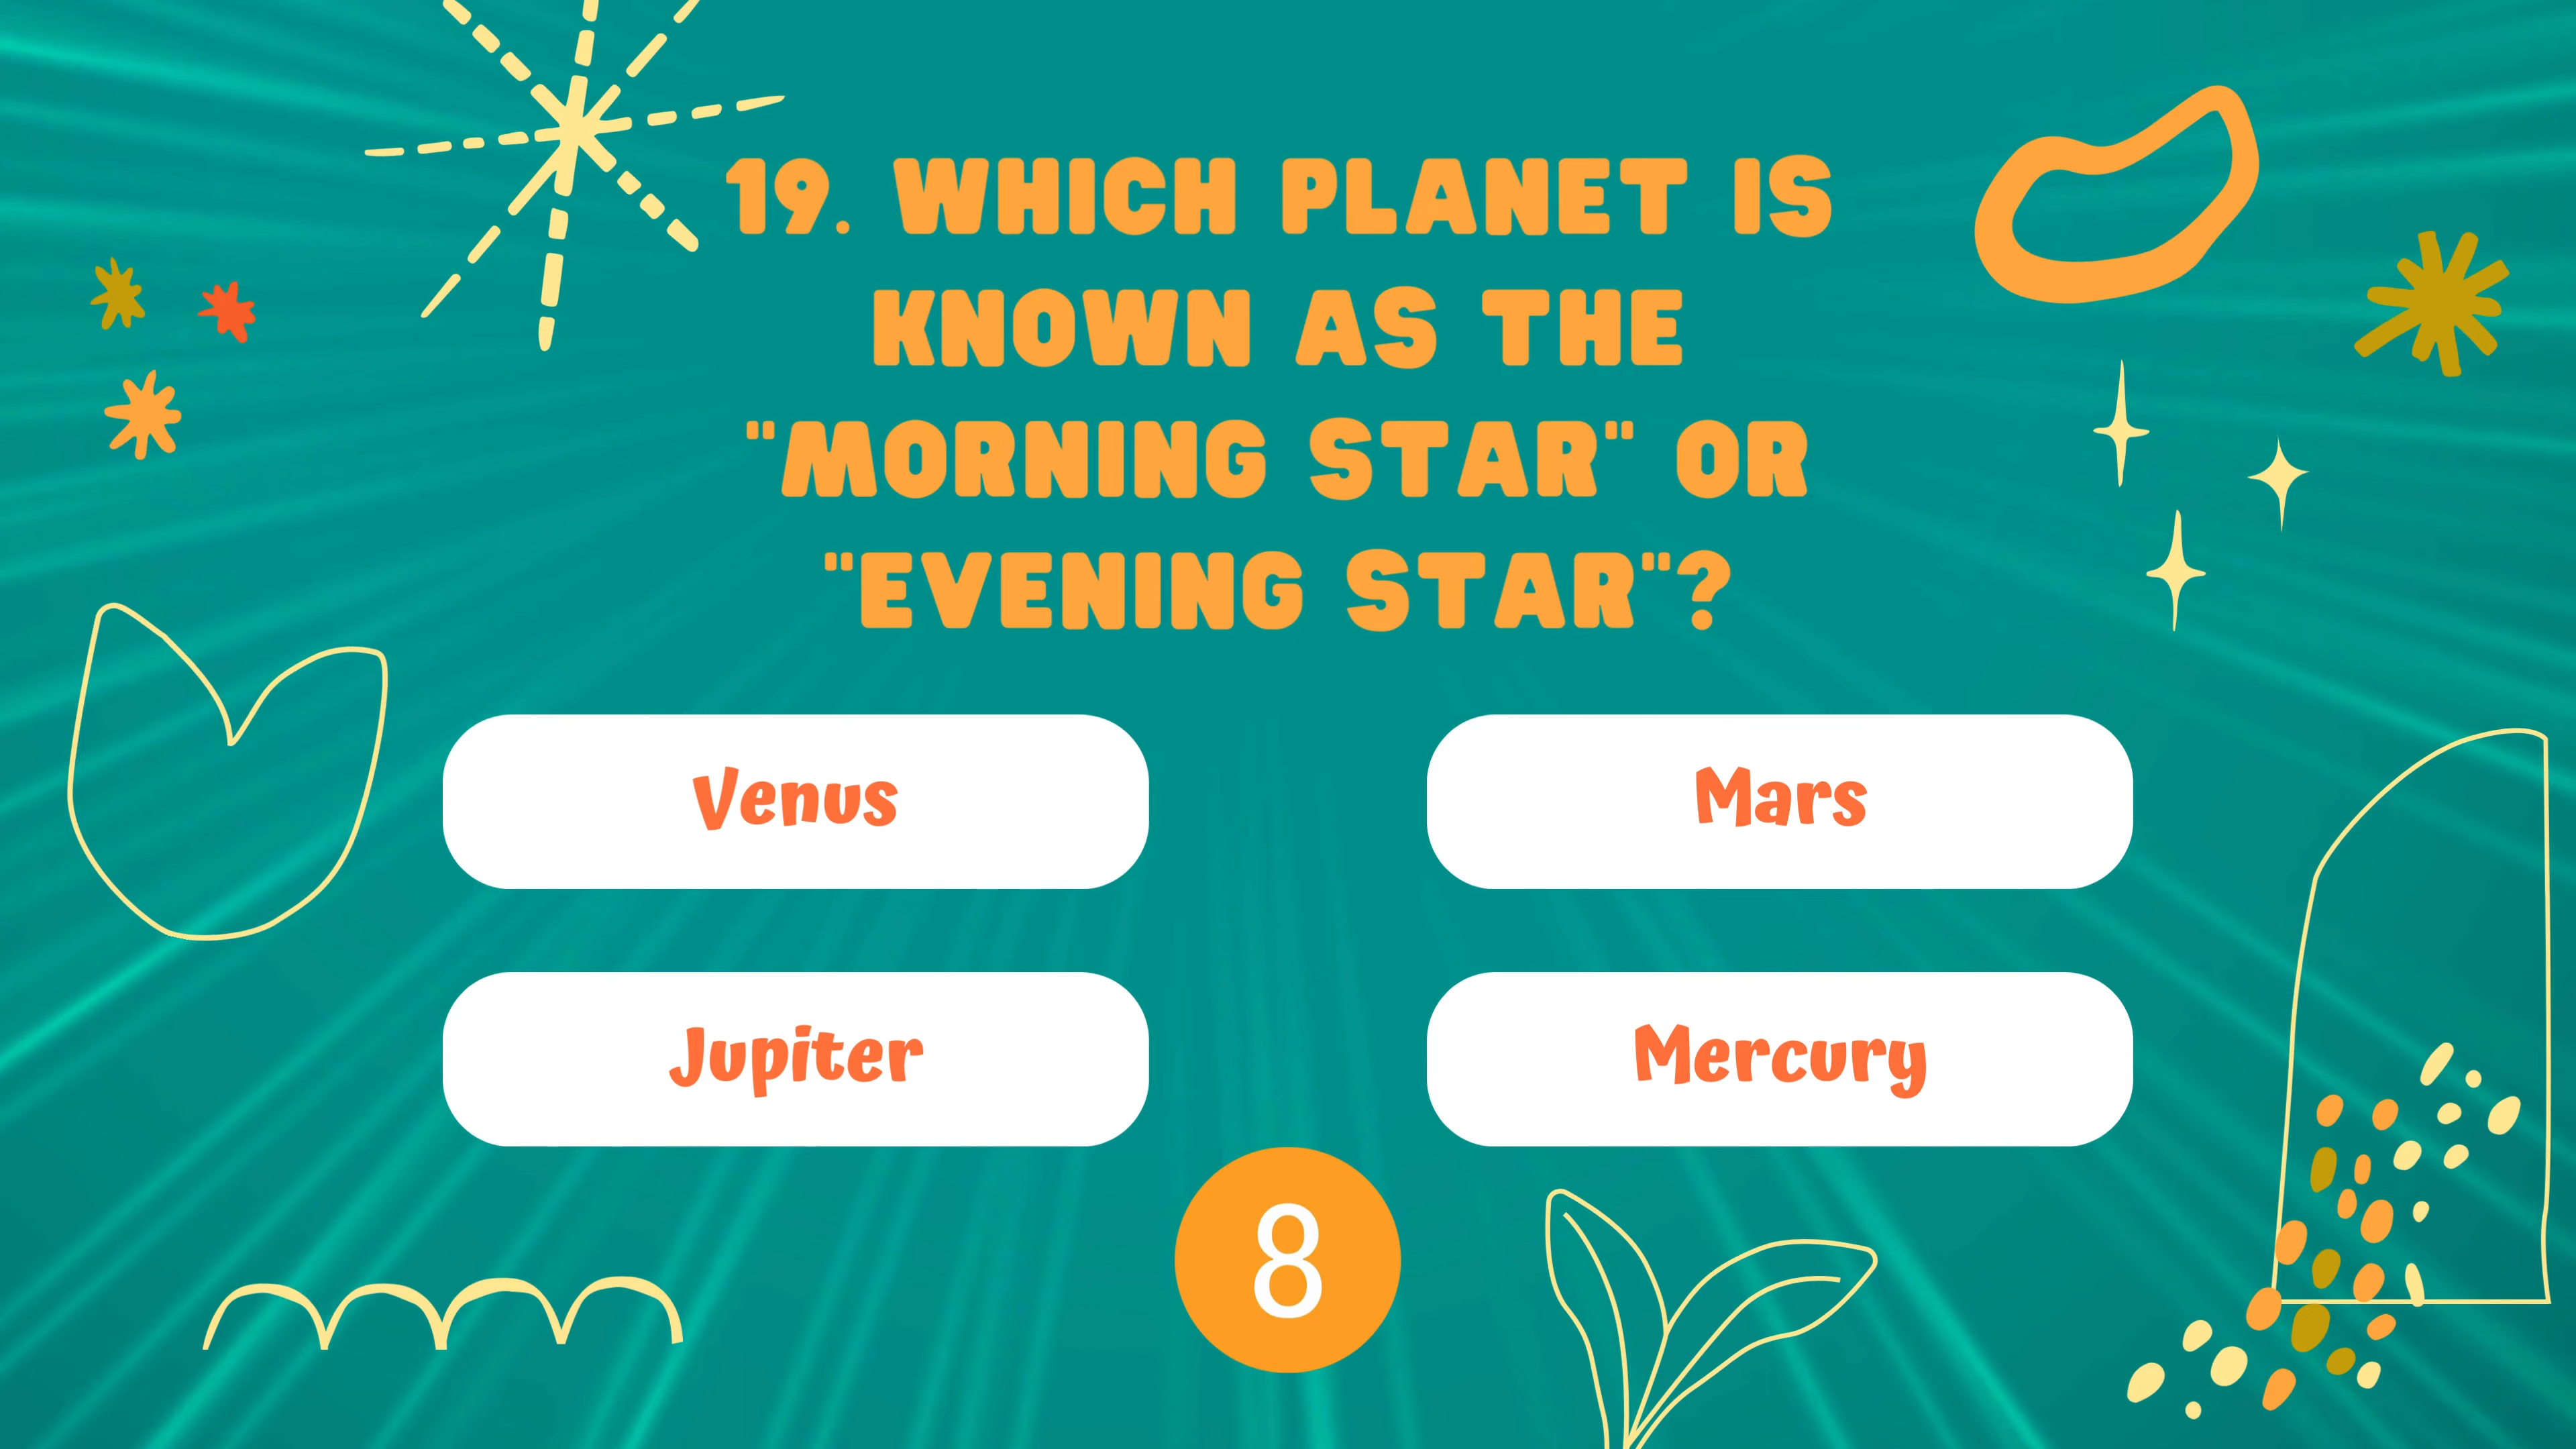 19. WHICH PLANET IS
KNOWN AS THE
"MORNING STAR" OR
"EVENING STAR"?
Venus
Mars
Jupiter
Mercury
8